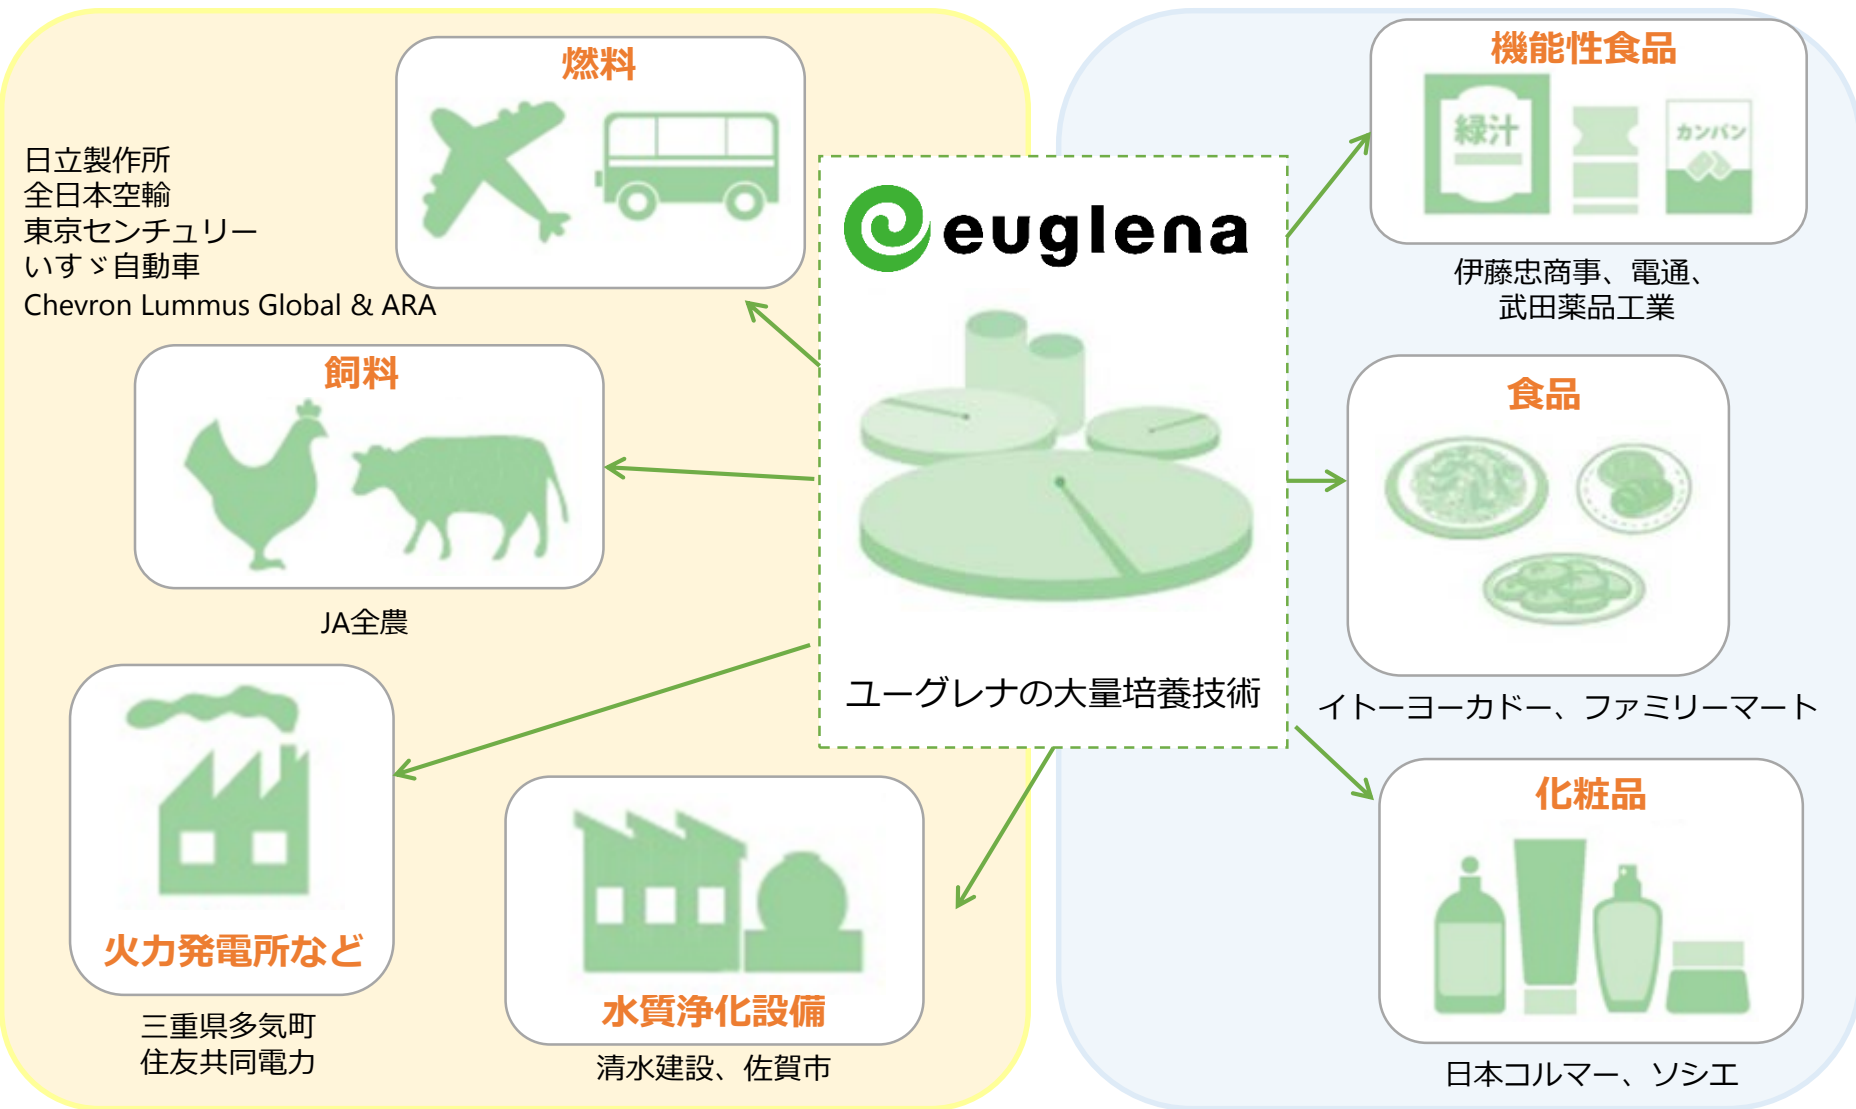 燃料
日立製作所
全日本空輸
東京センチュリー
いすゞ自動車
Chevron Lummus Global & ARA
飼料
JA全農
火力発電所など
三重県多気町
住友共同電力
水質浄化設備
清水建設、佐賀市
euglena
ユーグレナの大量培養技術
機能性食品
緑汁
カンパン
伊藤忠商事、電通、
武田薬品工業
食品
イトーヨーカドー、ファミリーマート
化粧品
日本コルマー、ソシエ